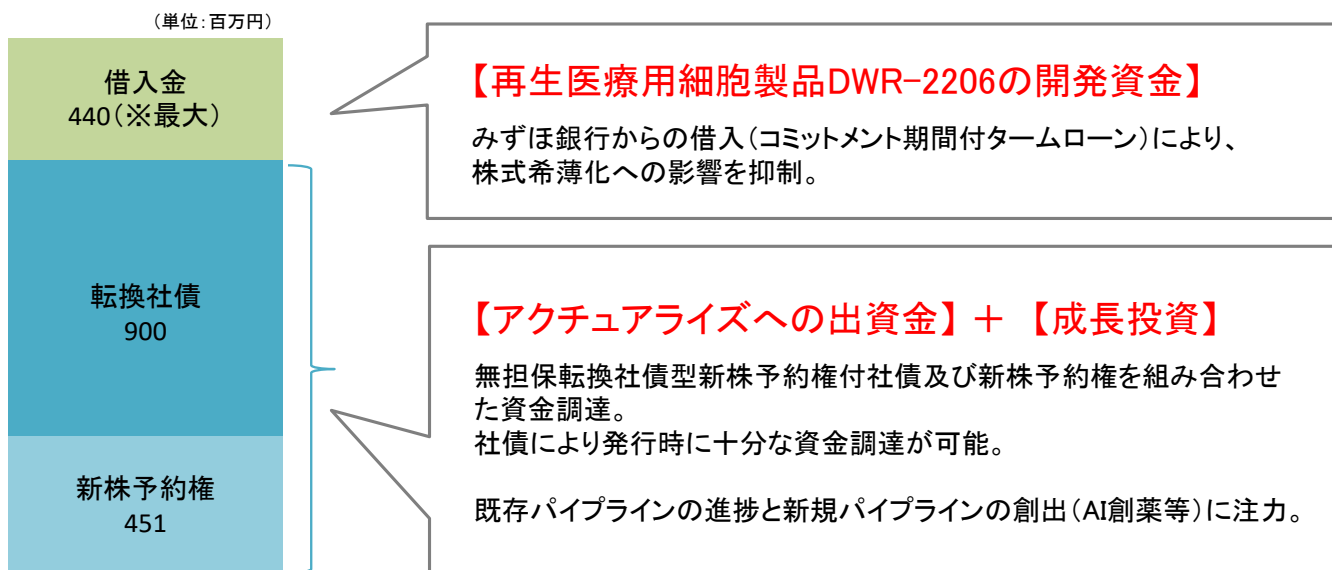 （単位：百万円）
借入金
440（※最大）
転換社債
900
新株予約権
451
【再生医療用細胞製品DWR-2206の開発資金】
みずほ銀行からの借入（コミットメント期間付タームローン）により、
株式希薄化への影響を抑制。
【アクチュアライズへの出資金】＋【成長投資】
無担保転換社債型新株予約権付社債及び新株予約権を組み合わせ
た資金調達。
社債により発行時に十分な資金調達が可能。
既存パイプラインの進捗と新規パイプラインの創出（AI創薬等）に注力。